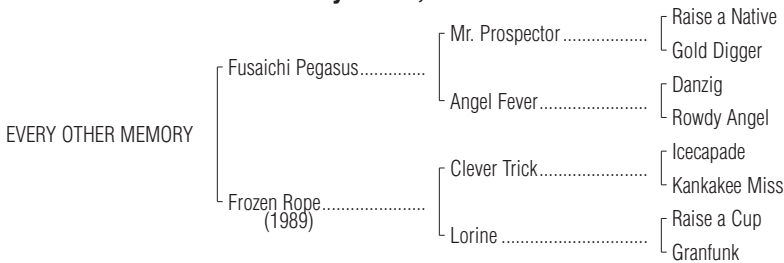 Mr. Prospector
Raise a Native
Gold Digger
Fusaichi Pegasus
Angel Fever
Danzig
Rowdy Angel
EVERY OTHER MEMORY
Clever Trick
Icecapade
Kankakee Miss
Frozen Rope
(1989)
Lorine
Raise a Cup
Granfunk